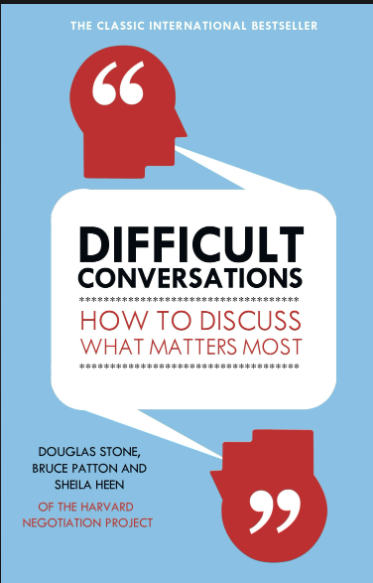 THE CLASSIC INTERNATIONAL BESTSELLER
“
DIFFICULT
CONVERSATIONS
************************************
HOW TO DISCUSS
WHAT MATTERS MOST
************************************
DOUGLAS STONE,
BRUCE PATTON AND
SHEILA HEEN
OF THE HARVARD
NEGOTIATION PROJECT
”